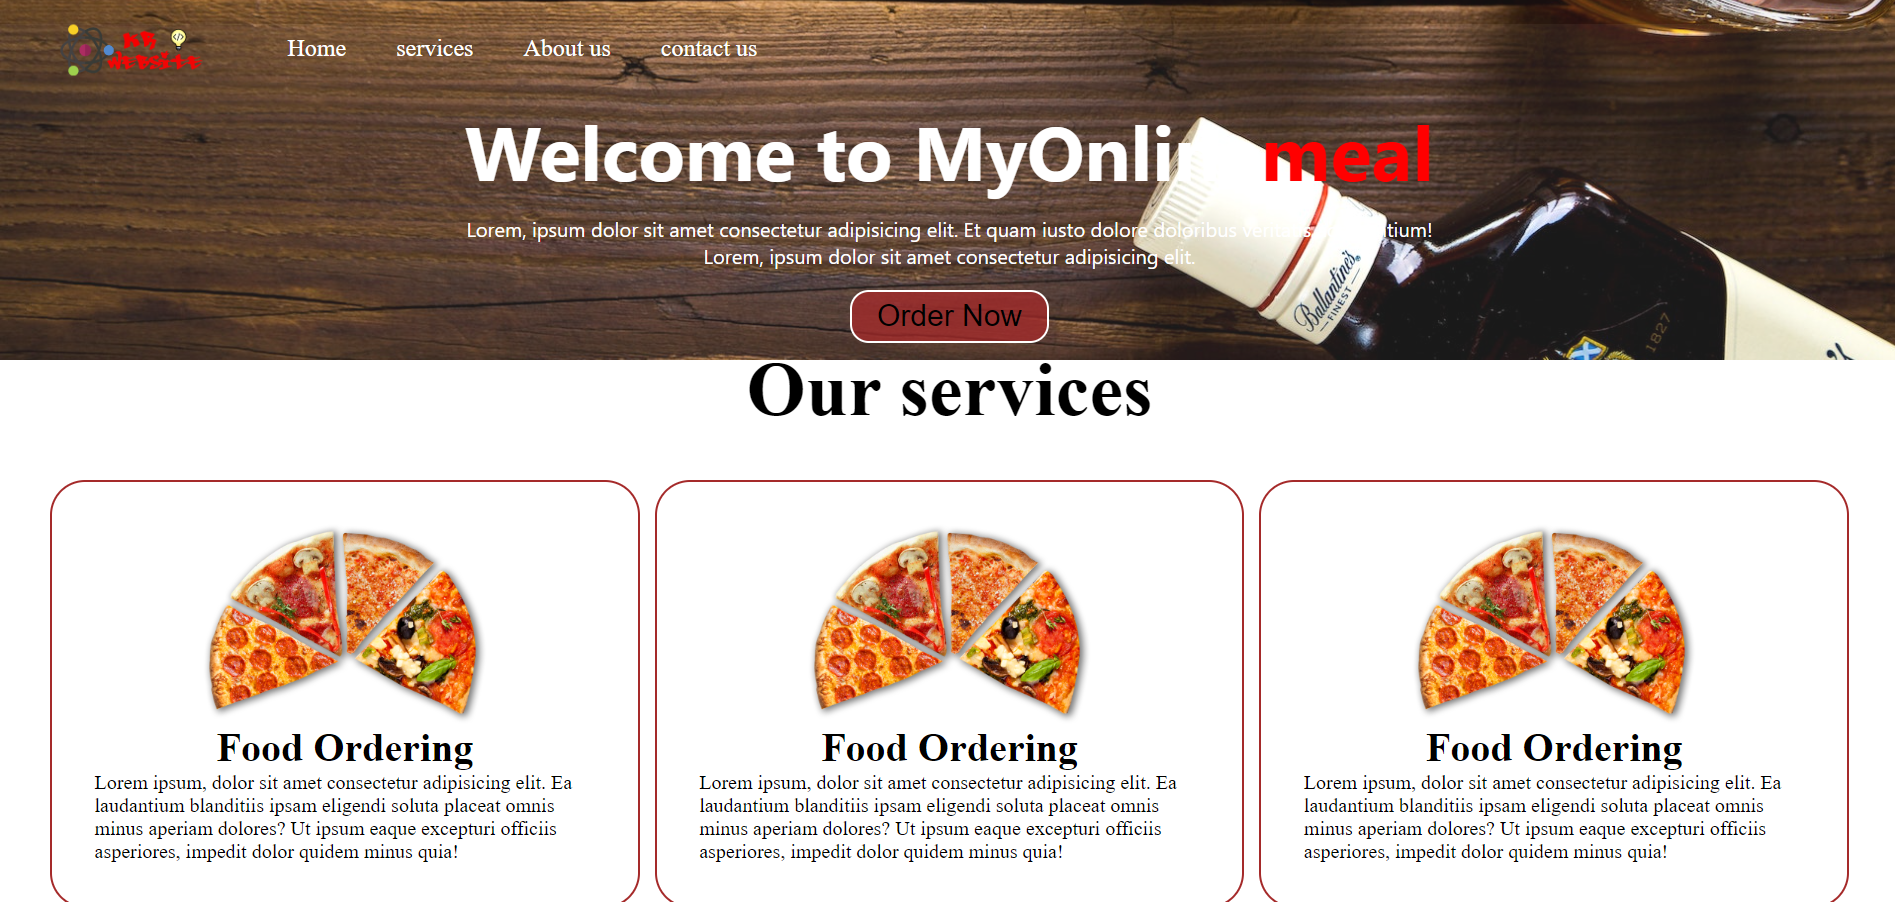 KB
WEBSITE
Home services About us contact us
Welcome to MyOnline meal
Lorem, ipsum dolor sit amet consectetur adipisicing elit. Et quam iusto dolore doloribus
Lorem, ipsum dolor sit amet consectetur adipisicing elit.
Ballantine's
FINEST
Order Now
1827
Our services
Food Ordering
Lorem ipsum, dolor sit amet consectetur adipisicing elit. Ea
laudantium blanditiis ipsam eligendi soluta placeat omnis
minus aperiam dolores? Ut ipsum eaque excepturi officiis
asperiores, impedit dolor quidem minus quia!
Food Ordering
Lorem ipsum, dolor sit amet consectetur adipisicing elit. Ea
laudantium blanditiis ipsam eligendi soluta placeat omnis
minus aperiam dolores? Ut ipsum eaque excepturi officiis
asperiores, impedit dolor quidem minus quia!
Food Ordering
Lorem ipsum, dolor sit amet consectetur adipisicing elit. Ea
laudantium blanditiis ipsam eligendi soluta placeat omnis
minus aperiam dolores? Ut ipsum eaque excepturi officiis
asperiores, impedit dolor quidem minus quia!